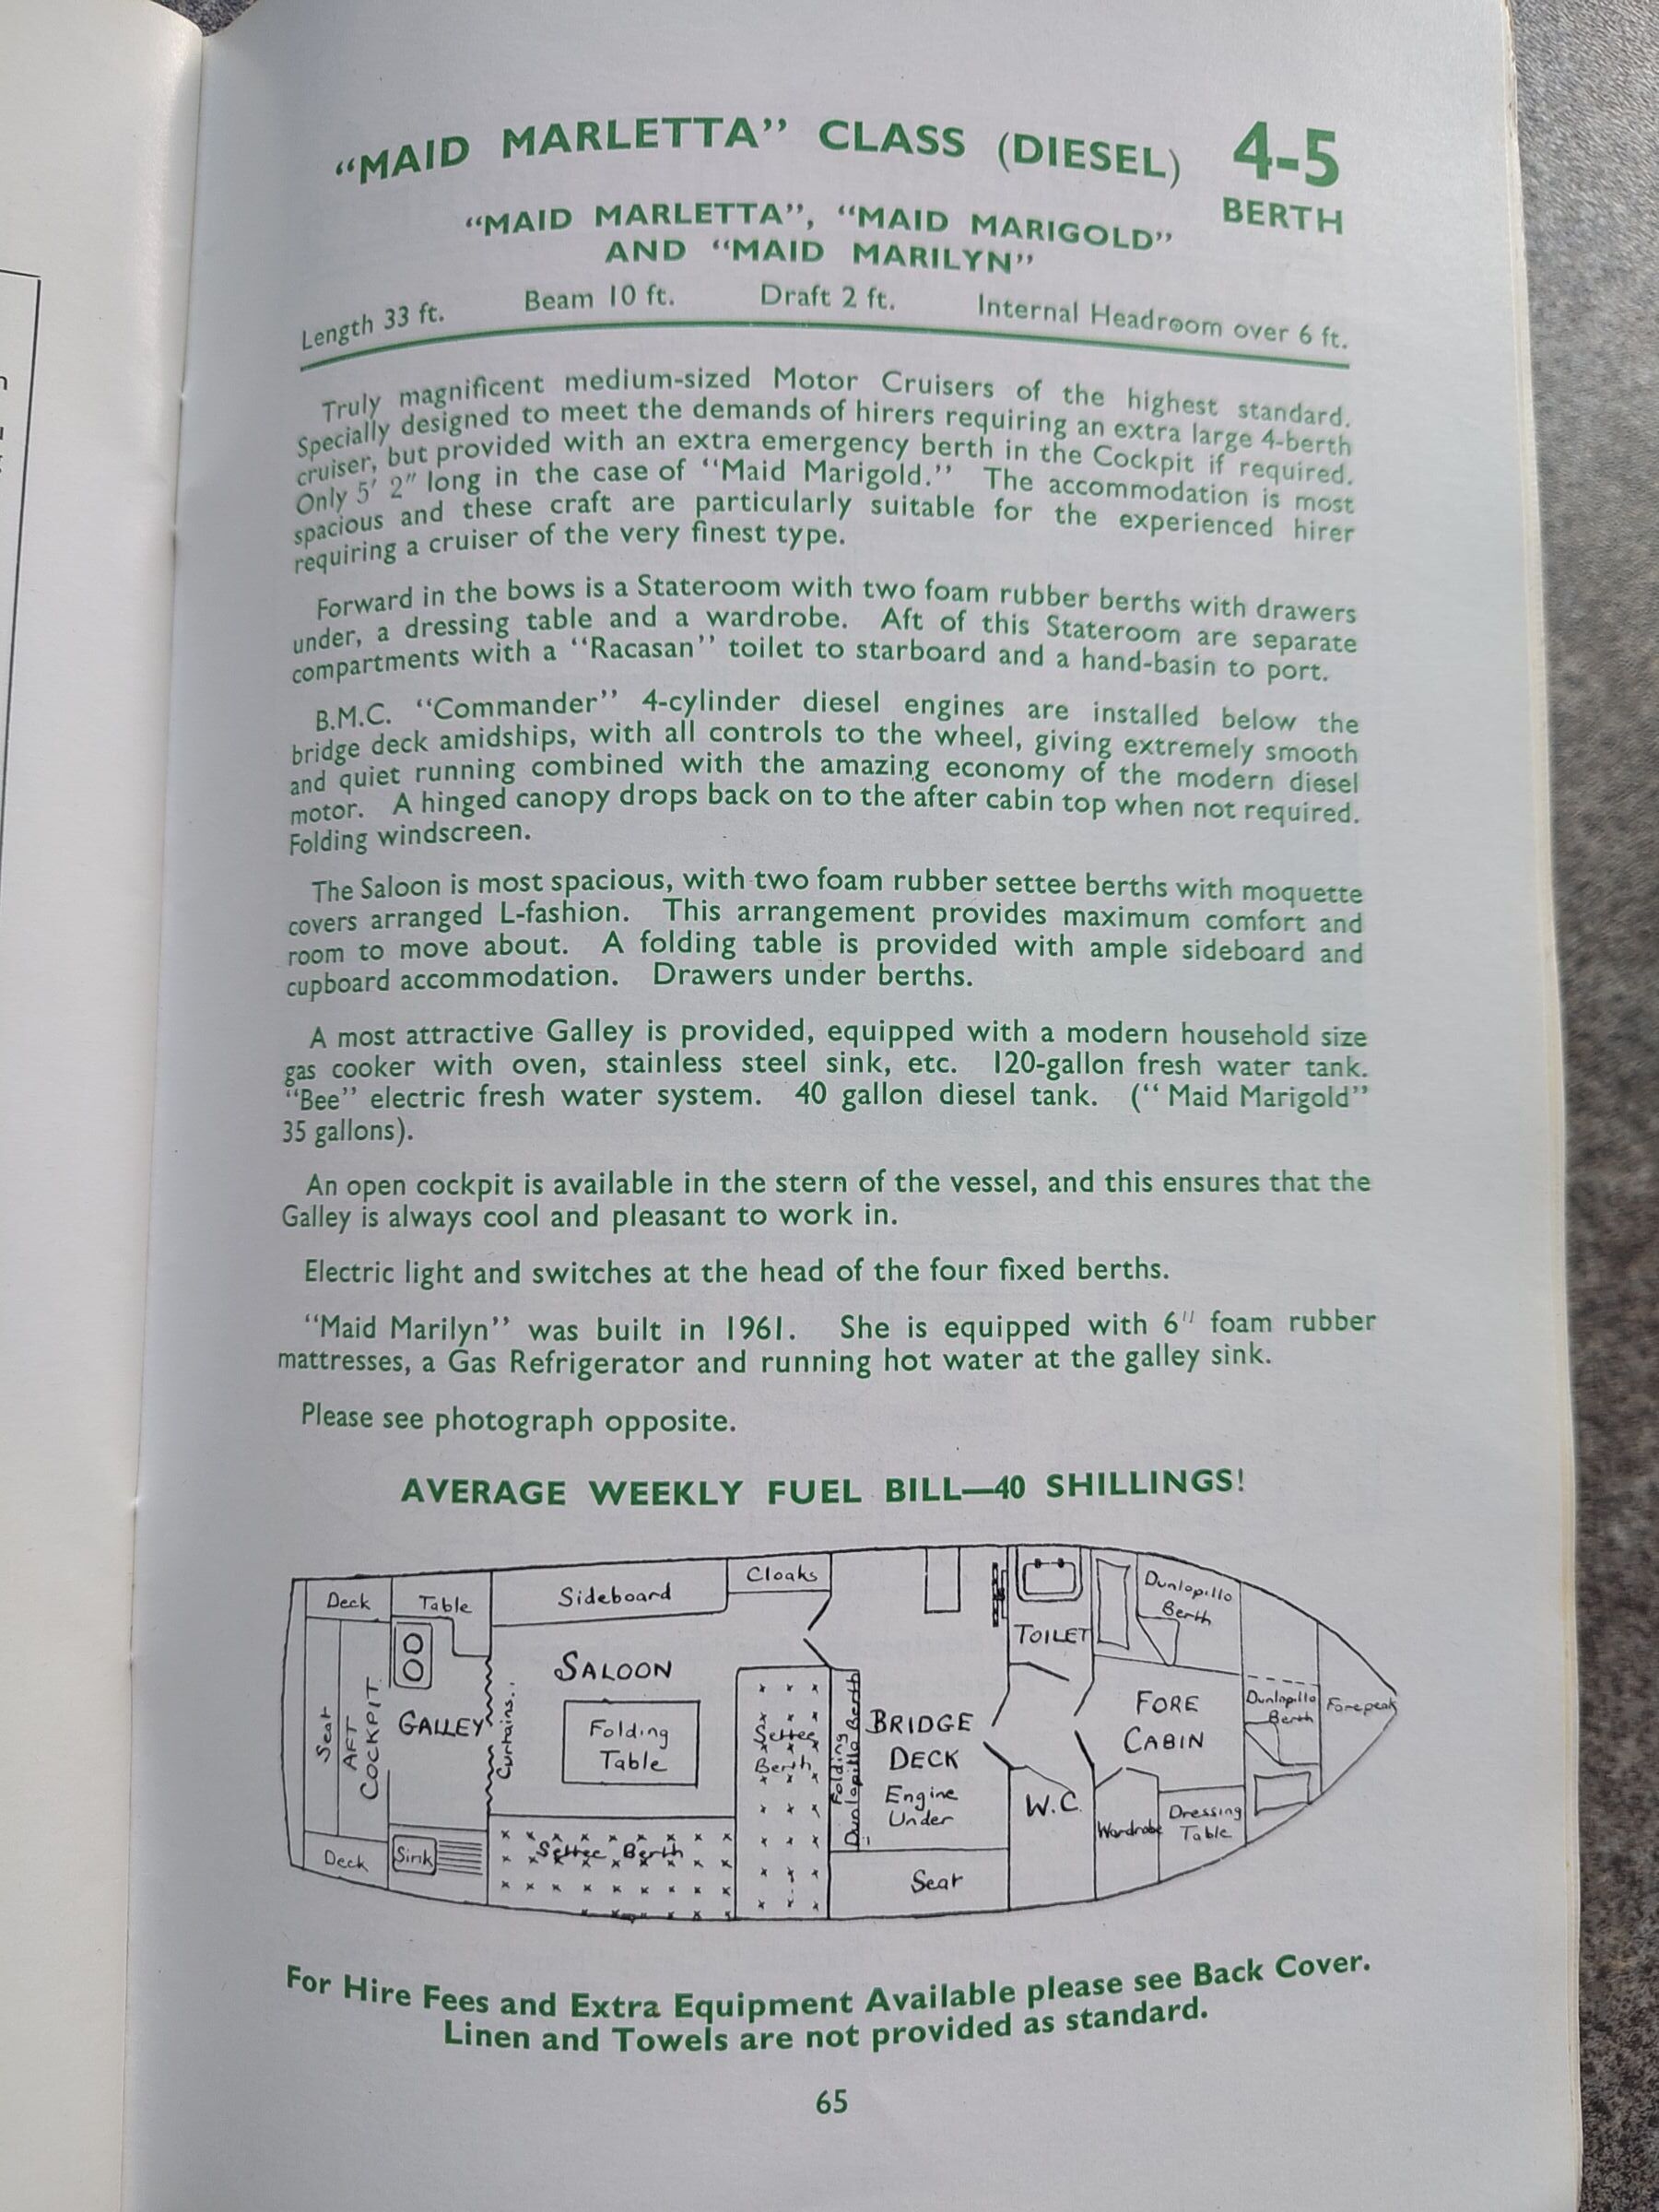 "MAID MARLETTA" CLASS (DIESEL) 4-5
BERTH
"MAID MARLETTA", "MAID MARIGOLD"
AND "MAID MARILYN"
Length 33 ft. Beam 10 ft. Draft 2 ft. Internal Headroom over 6 ft.
Truly magnificent medium-sized Motor Cruisers of the highest standard.
Specially designed to meet the demands of hirers requiring an extra large 4-berth
cruiser, but provided with an extra emergency berth in the Cockpit if required.
Only 5' 2" long in the case of "Maid Marigold." The accommodation is most
spacious and these craft are particularly suitable for the experienced hirer
requiring a cruiser of the very finest type.
Forward in the bows is a Stateroom with two foam rubber berths with drawers
under, a dressing table and a wardrobe. Aft of this Stateroom are separate
compartments with a "Racasan" toilet to starboard and a hand-basin to port.
B.M.C. "Commander" 4-cylinder diesel engines are installed below the
bridge deck amidships, with all controls to the wheel, giving extremely smooth
and quiet running combined with the amazing economy of the modern diesel
motor. A hinged canopy drops back on to the after cabin top when not required.
Folding windscreen.
The Saloon is most spacious, with two foam rubber settee berths with moquette
covers arranged L-fashion. This arrangement provides maximum comfort and
room to move about. A folding table is provided with ample sideboard and
cupboard accommodation. Drawers under berths.
A most attractive Galley is provided, equipped with a modern household size
gas cooker with oven, stainless steel sink, etc. 120-gallon fresh water tank.
"Bee" electric fresh water system. 40 gallon diesel tank. ("Maid Marigold"
35 gallons).
An open cockpit is available in the stern of the vessel, and this ensures that the
Galley is always cool and pleasant to work in.
Electric light and switches at the head of the four fixed berths.
"Maid Marilyn" was built in 1961. She is equipped with 6" foam rubber
mattresses, a Gas Refrigerator and running hot water at the galley sink.
Please see photograph opposite.
AVERAGE WEEKLY FUEL BILL—40 SHILLINGS!
Deck
Table
Sideboard
Cloaks
TOILET
Dunlopillo
Berth
Seat
AFT
COCKPIT
GALLEY
Curtains
SALOON
Folding
Table
Settee
Berth
Folding
Dunlopillo Berth
BRIDGE
DECK
Engine
Under
FORE
CABIN
Dunlopillo
Berth
Forepeak
Deck
Sink
Settee Berth
Seat
W.C.
Wardrobe
Dressing
Table
For Hire Fees and Extra Equipment Available please see Back Cover.
Linen and Towels are not provided as standard.
65